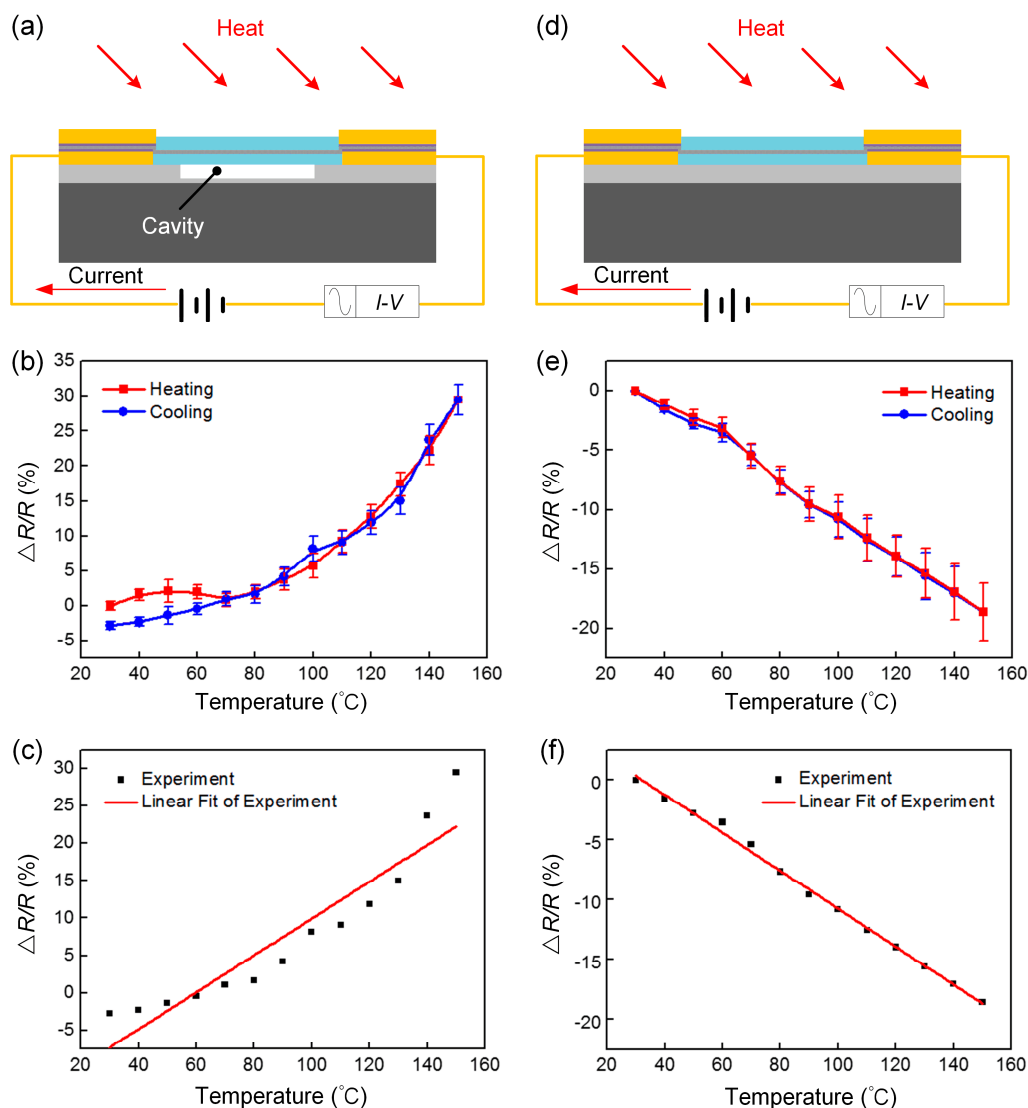 (a)
Heat
Cavity
Current
I-V
(d)
Heat
Current
I-V
(b)
35
30
25
20
15
10
5
0
-5
△R/R (%)
Heating
Cooling
20 40 60 80 100 120 140 160
Temperature (°C)
(e)
0
-5
-10
-15
-20
△R/R (%)
Heating
Cooling
20 40 60 80 100 120 140 160
Temperature (°C)
(c)
30
25
20
15
10
5
0
-5
△R/R (%)
Experiment
Linear Fit of Experiment
20 40 60 80 100 120 140 160
Temperature (°C)
(f)
0
-5
-10
-15
-20
△R/R (%)
Experiment
Linear Fit of Experiment
20 40 60 80 100 120 140 160
Temperature (°C)